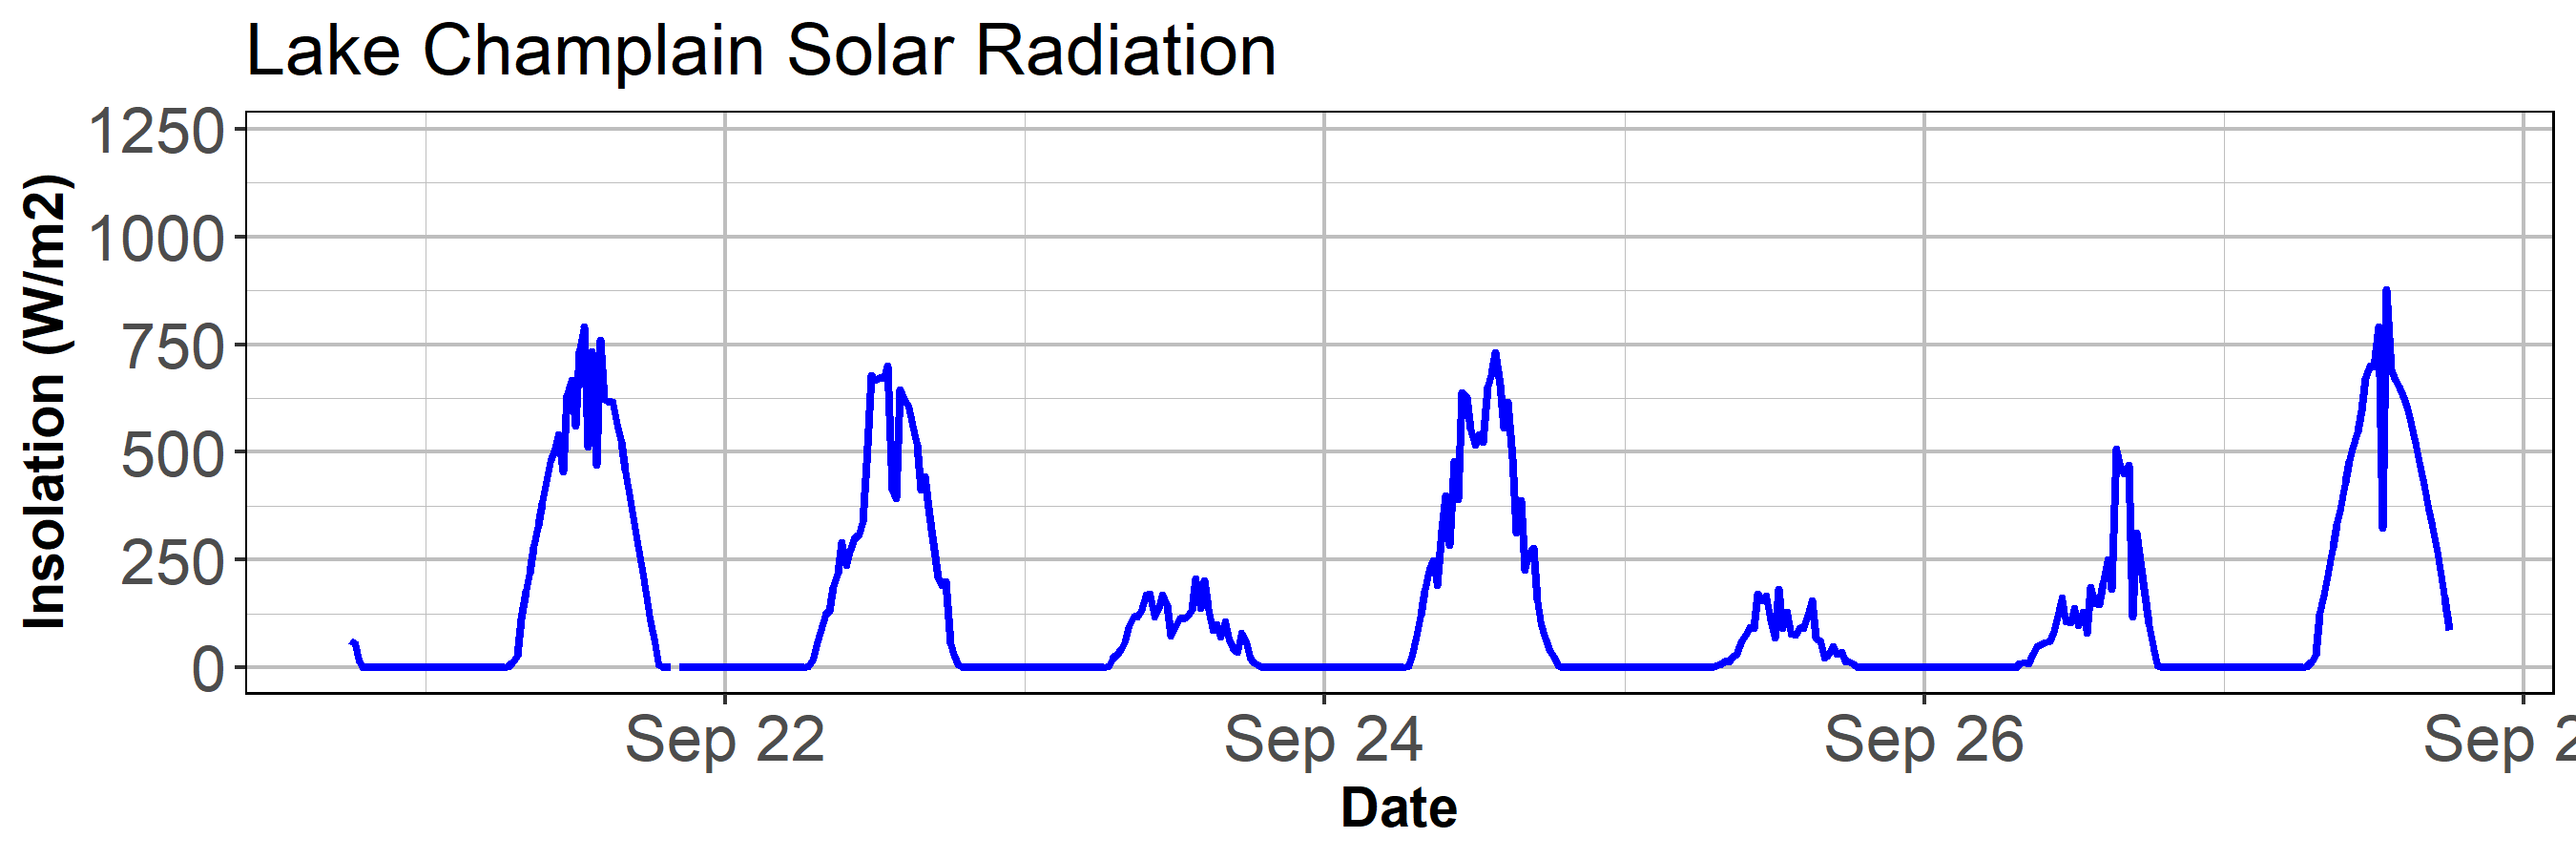 Lake Champlain Solar Radiation
1250
1000
750
500
250
0
Insolation (W/m2)
Sep 22 Sep 24 Sep 26 Sep
Date